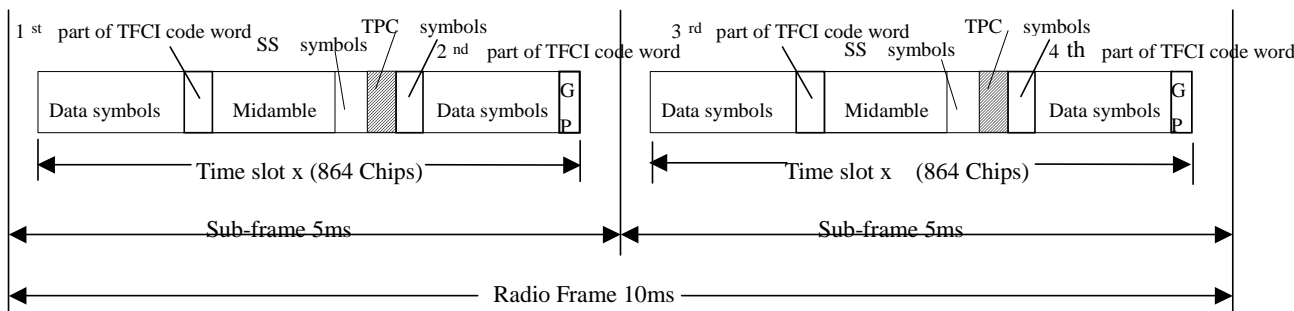 1 st part of TFCI code word
SS symbols
TPC symbols
2 nd part of TFCI code word
Data symbols
Midamble
Data symbols
G
P
Time slot x (864 Chips)
Sub-frame 5ms
3 rd part of TFCI code word
SS symbols
TPC symbols
4 th part of TFCI code word
Data symbols
Midamble
Data symbols
G
P
Time slot x (864 Chips)
Sub-frame 5ms
Radio Frame 10ms